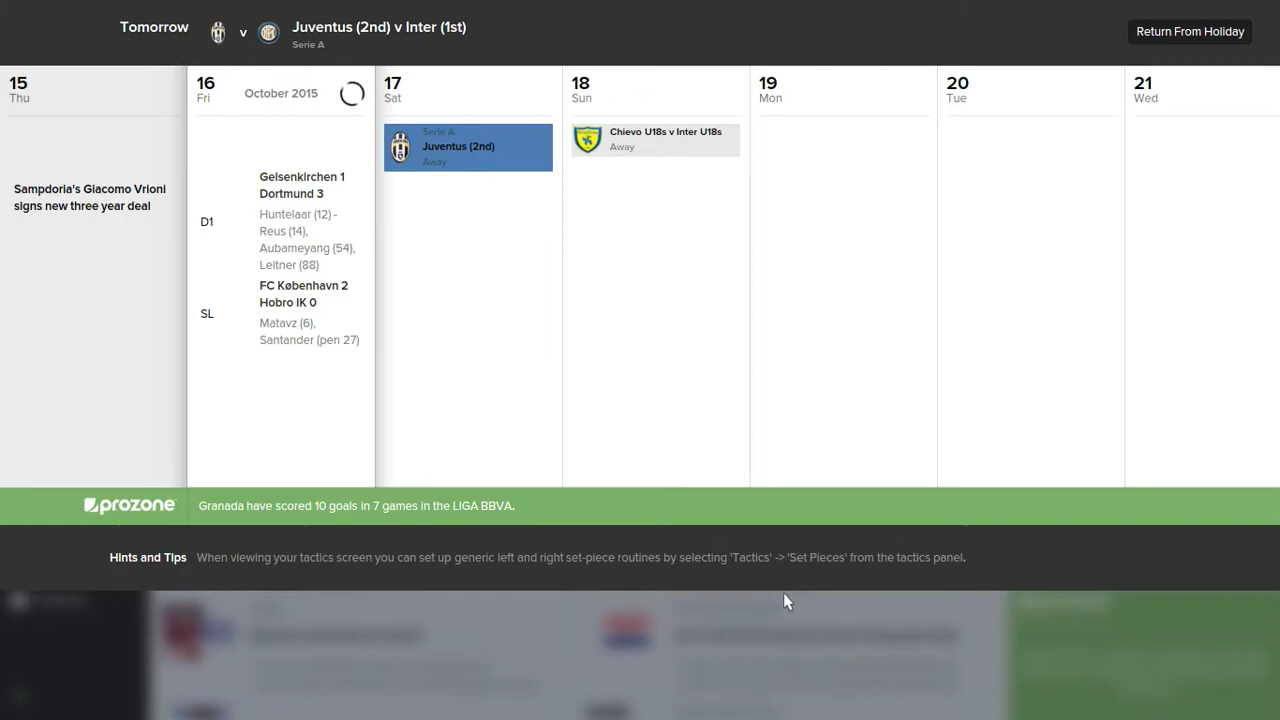 Tomorrow
v
Juventus (2nd) v Inter (1st)
Serie A
Return From Holiday
15
Thu
16
Fri
October 2015
17
Sat
18
Sun
19
Mon
20
Tue
21
Wed
Sampdoria's Giacomo Vrioni
signs new three year deal
D1
Gelsenkirchen 1
Dortmund 3
Huntelaar (12) -
Reus (14),
Aubameyang (54),
Leitner (88)
SL
FC København 2
Hobro IK 0
Matavz (6),
Santander (pen 27)
Serie A
Juventus (2nd)
Away
Chievo U18s v Inter U18s
Away
prozone
Granada have scored 10 goals in 7 games in the LIGA BBVA.
Hints and Tips
When viewing your tactics screen you can set up generic left and right set-piece routines by selecting 'Tactics' -> 'Set Pieces' from the tactics panel.